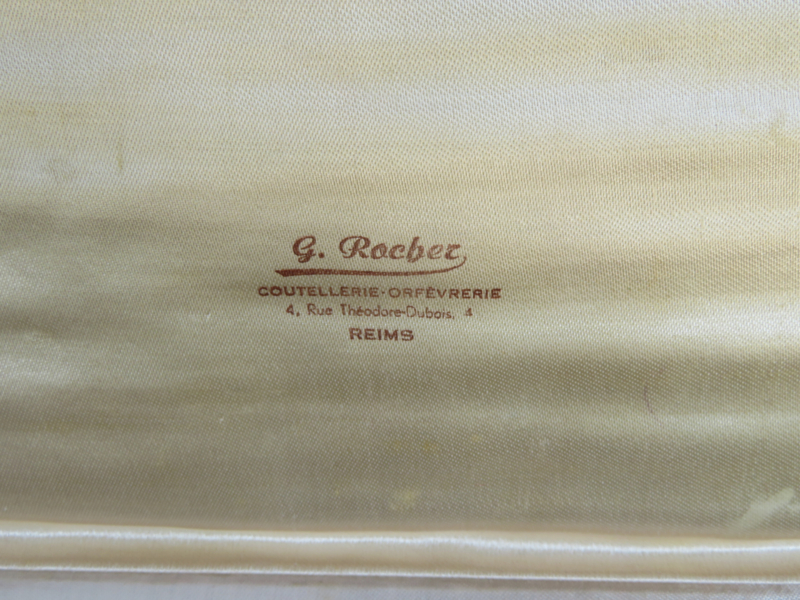 G. Rocher
COUTELLERIE-ORFÈVRERIE
4, Rue Théodore-Dubois, 4
REIMS